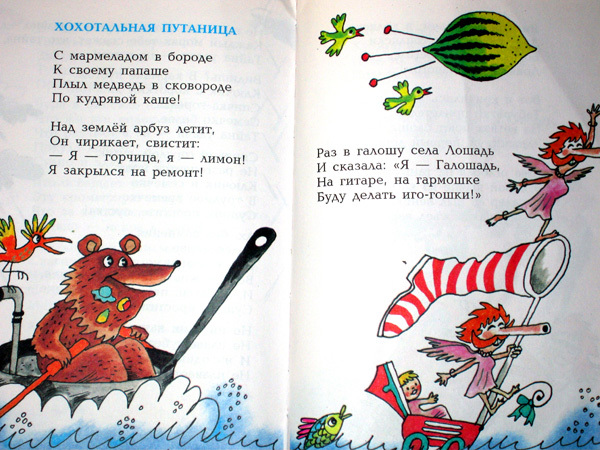 ХОХОТАЛЬНАЯ ПУТАНИЦА
С мармеладом в бороде
К своему папаше
Плыл медведь в сковороде
По кудрявой каше!
Над землёй арбуз летит,
Он чирикает, свистит:
— Я — горчица, я — лимон!
Я закрылся на ремонт!
Раз в галошу села Лошадь
И сказала: «Я — Галошадь,
На гитаре, на гармошке
Буду делать иго-гошки!»